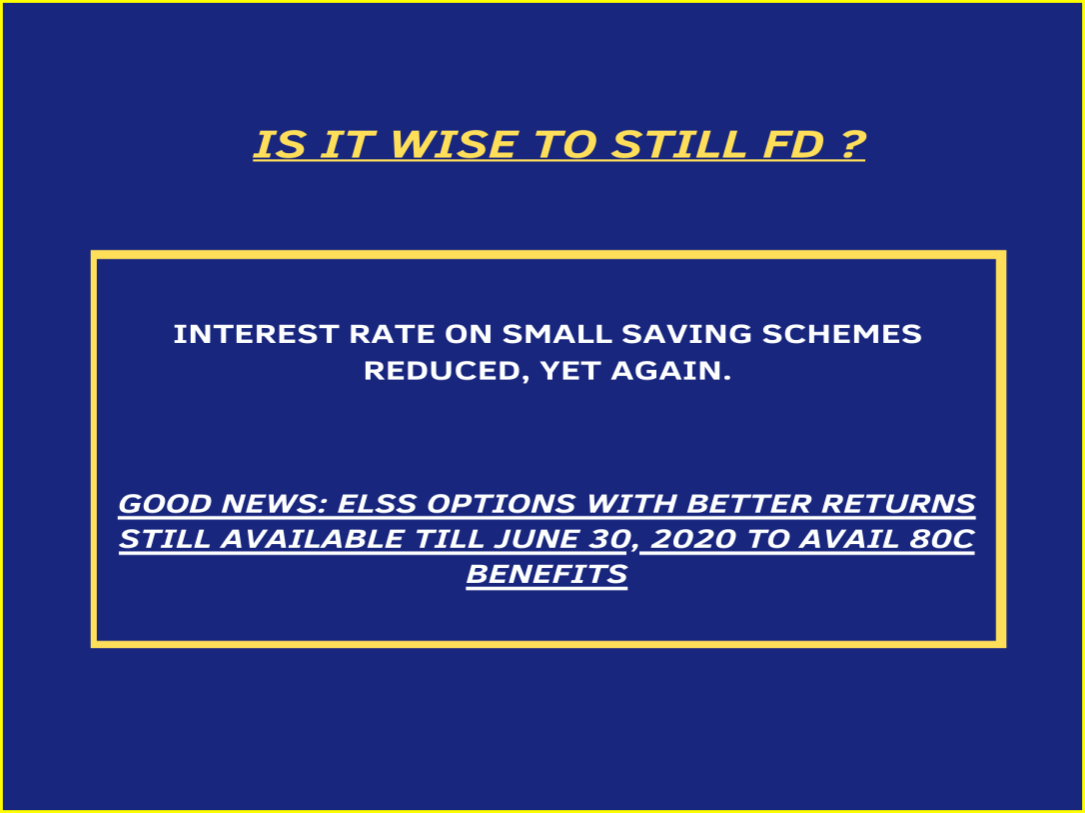 IS IT WISE TO STILL FD ?
INTEREST RATE ON SMALL SAVING SCHEMES
REDUCED, YET AGAIN.
GOOD NEWS: ELSS OPTIONS WITH BETTER RETURNS
STILL AVAILABLE TILL JUNE 30, 2020 TO AVAIL 80C
BENEFITS